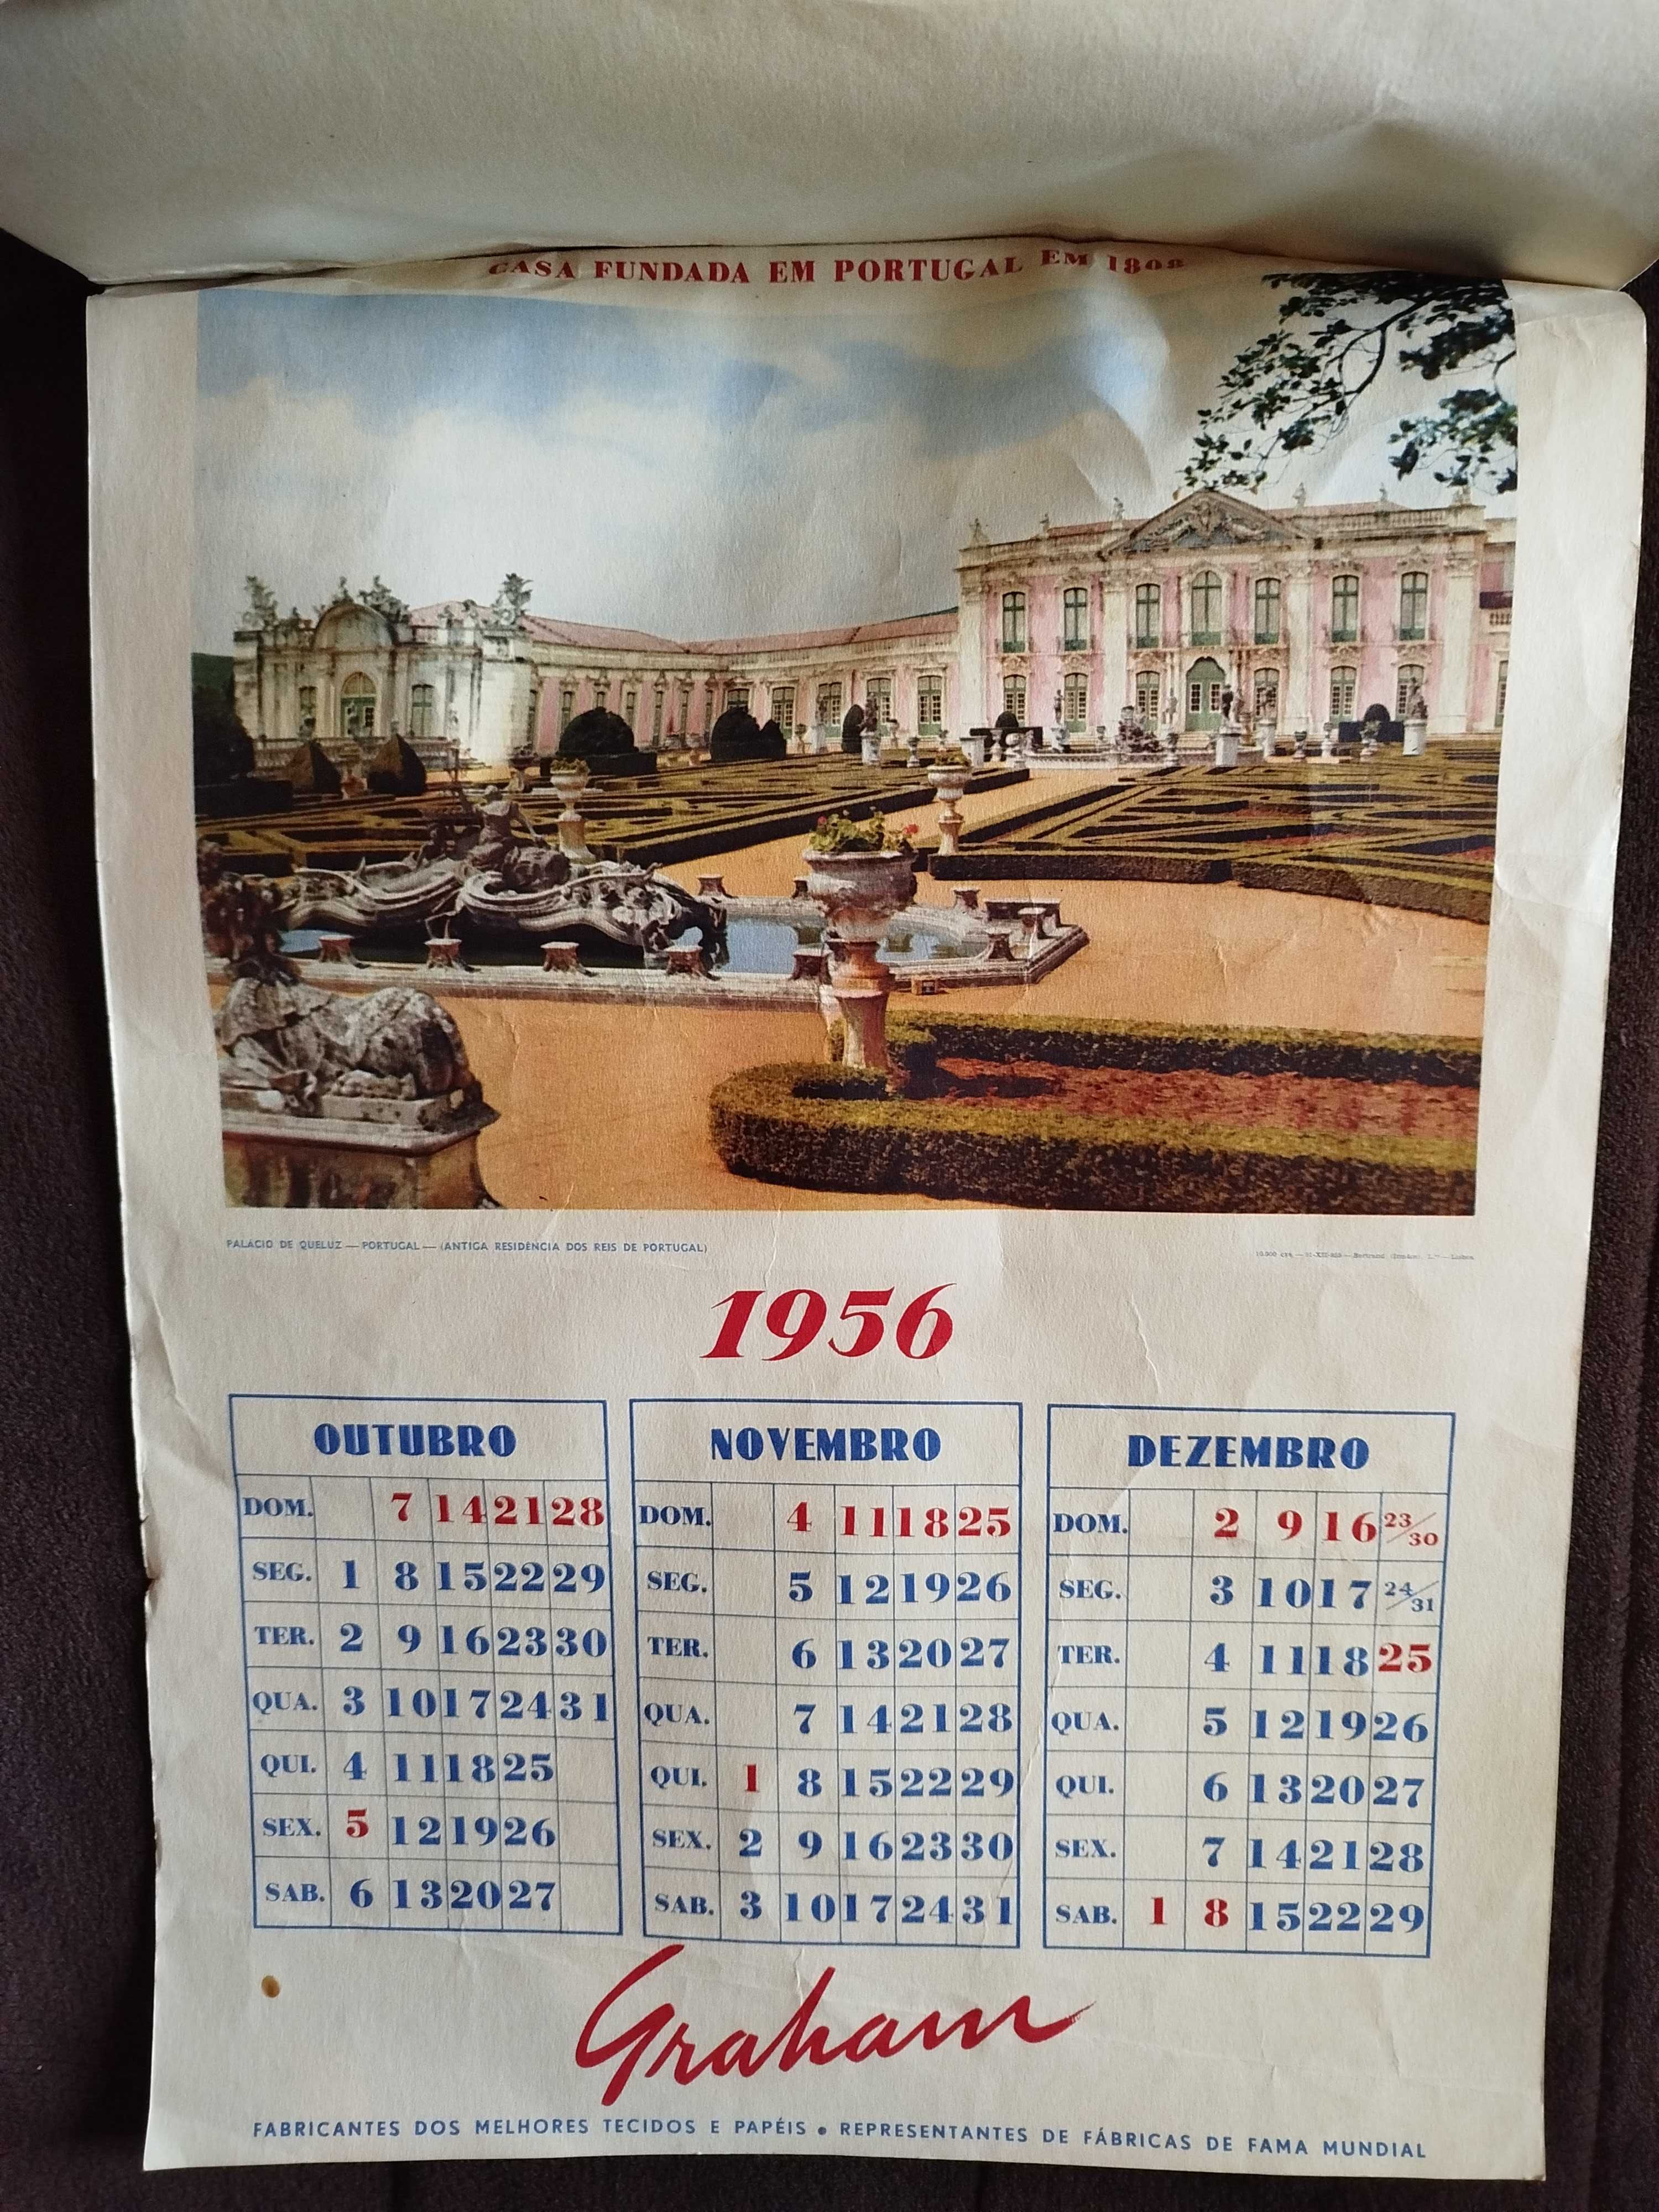 CASA FUNDADA EM PORTUGAL EM 1808
PALÁCIO DE QUELUZ — PORTUGAL — (ANTIGA RESIDÊNCIA DOS REIS DE PORTUGAL)
10.000 — Bertrand (Irmãos), L.da — Lisboa
1956
OUTUBRO
DOM. 7 14 21 28
SEG. 1 8 15 22 29
TER. 2 9 16 23 30
QUA. 3 10 17 24 31
QUI. 4 11 18 25
SEX. 5 12 19 26
SAB. 6 13 20 27
NOVEMBRO
DOM. 4 11 18 25
SEG. 5 12 19 26
TER. 6 13 20 27
QUA. 7 14 21 28
QUI. 1 8 15 22 29
SEX. 2 9 16 23 30
SAB. 3 10 17 24 31
DEZEMBRO
DOM. 2 9 16 23/30
SEG. 3 10 17 24/31
TER. 4 11 18 25
QUA. 5 12 19 26
QUI. 6 13 20 27
SEX. 7 14 21 28
SAB. 1 8 15 22 29
Graham
FABRICANTES DOS MELHORES TECIDOS E PAPÉIS • REPRESENTANTES DE FÁBRICAS DE FAMA MUNDIAL